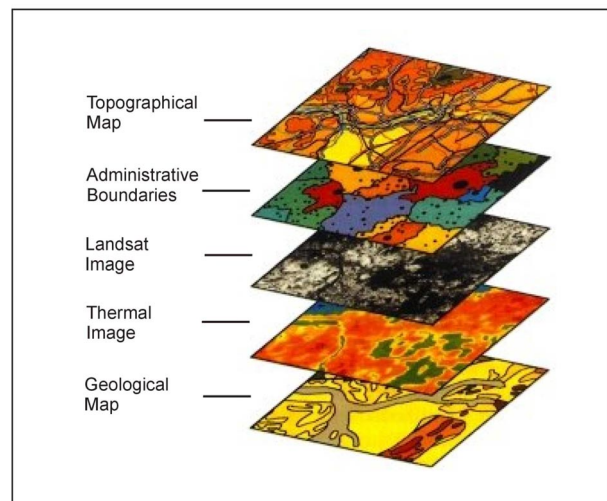 Topographical
Map
Administrative
Boundaries
Landsat
Image
Thermal
Image
Geological
Map